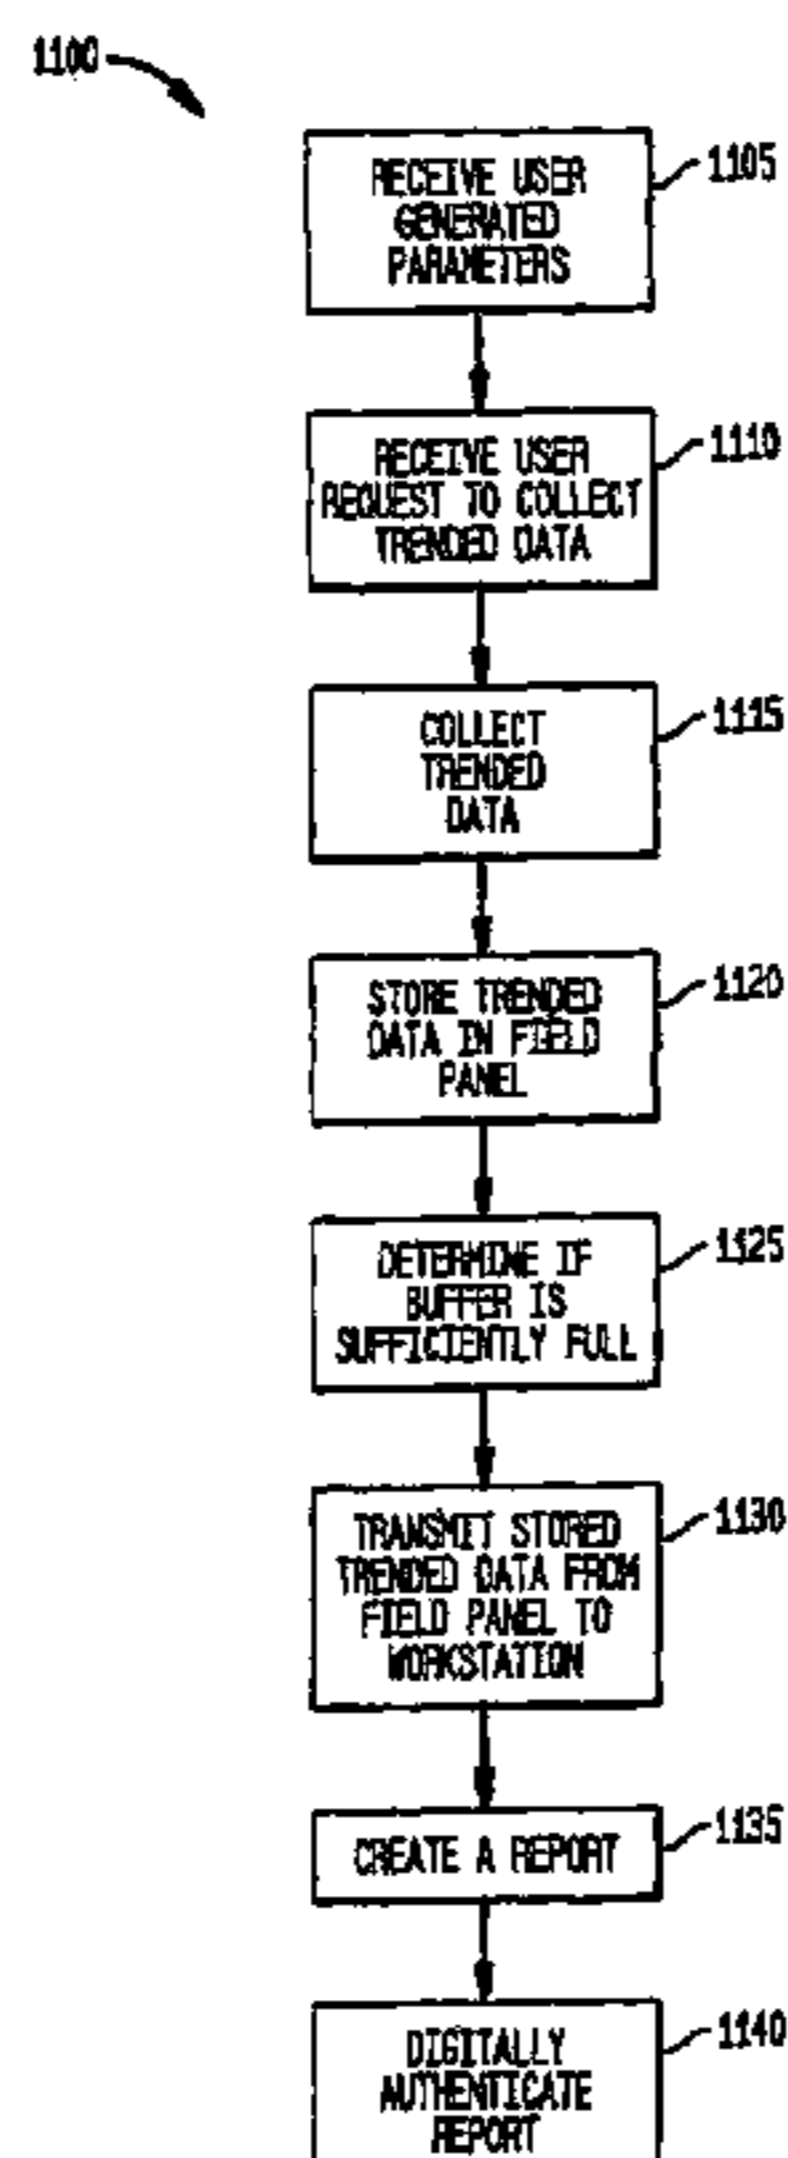 1100
RECEIVE USER
GENERATED
PARAMETERS
1105
RECEIVE USER
REQUEST TO COLLECT
TRENDED DATA
1110
COLLECT
TRENDED
DATA
1115
STORE TRENDED
DATA IN FIELD
PANEL
1120
DETERMINE IF
BUFFER IS
SUFFICIENTLY FULL
1125
TRANSMIT STORED
TRENDED DATA FROM
FIELD PANEL TO
WORKSTATION
1130
CREATE A REPORT
1135
DIGITALLY
AUTHENTICATE
REPORT
1140